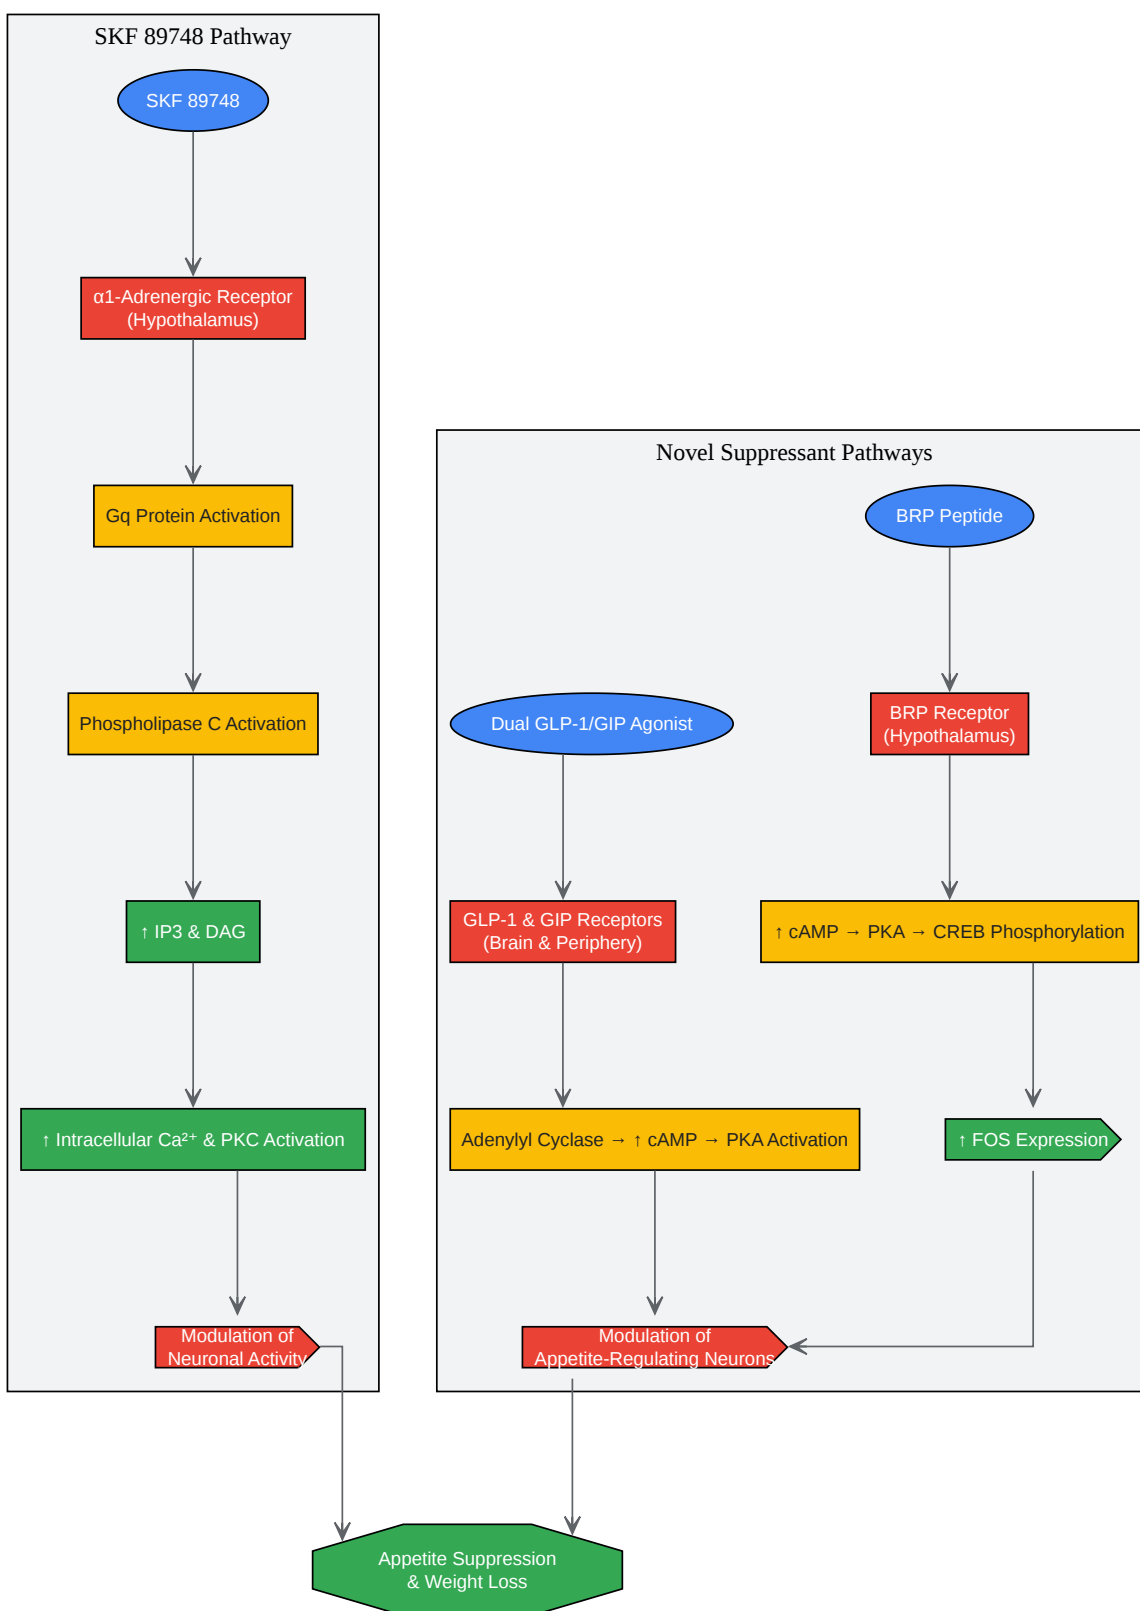 SKF 89748 Pathway
SKF 89748
α1-Adrenergic Receptor
(Hypothalamus)
Gq Protein Activation
Phospholipase C Activation
↑ IP3 & DAG
↑ Intracellular Ca²⁺ & PKC Activation
Modulation of
Neuronal Activity
Novel Suppressant Pathways
BRP Peptide
Dual GLP-1/GIP Agonist
BRP Receptor
(Hypothalamus)
GLP-1 & GIP Receptors
(Brain & Periphery)
↑ cAMP → PKA → CREB Phosphorylation
Adenylyl Cyclase → ↑ cAMP → PKA Activation
↑ FOS Expression
Modulation of
Appetite-Regulating Neurons
Appetite Suppression
& Weight Loss